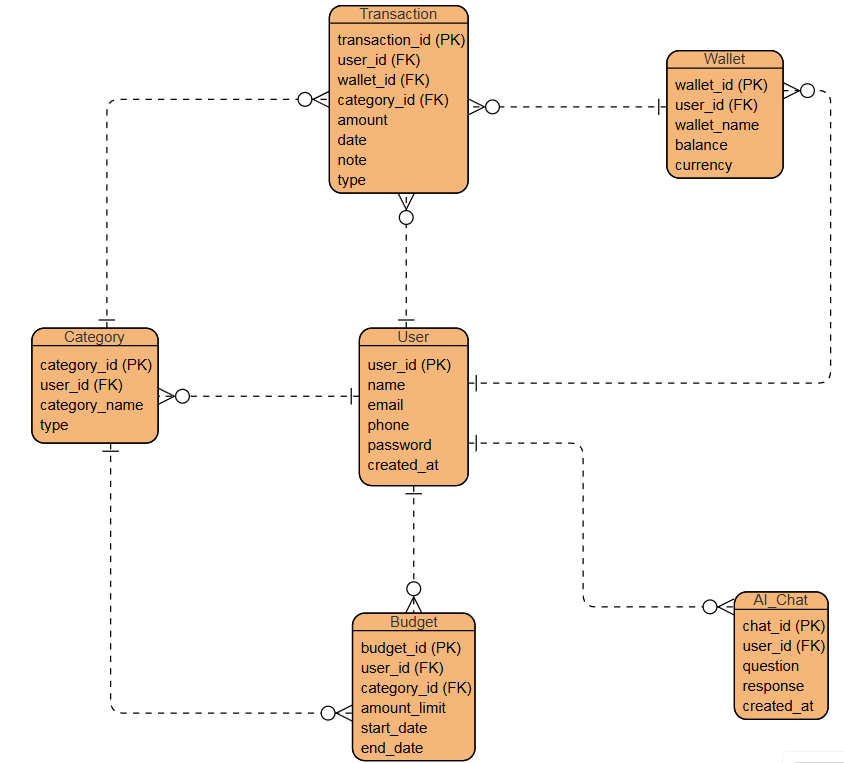 Transaction
transaction_id (PK)
user_id (FK)
wallet_id (FK)
category_id (FK)
amount
date
note
type
Wallet
wallet_id (PK)
user_id (FK)
wallet_name
balance
currency
Category
category_id (PK)
user_id (FK)
category_name
type
User
user_id (PK)
name
email
phone
password
created_at
Budget
budget_id (PK)
user_id (FK)
category_id (FK)
amount_limit
start_date
end_date
AI_Chat
chat_id (PK)
user_id (FK)
question
response
created_at